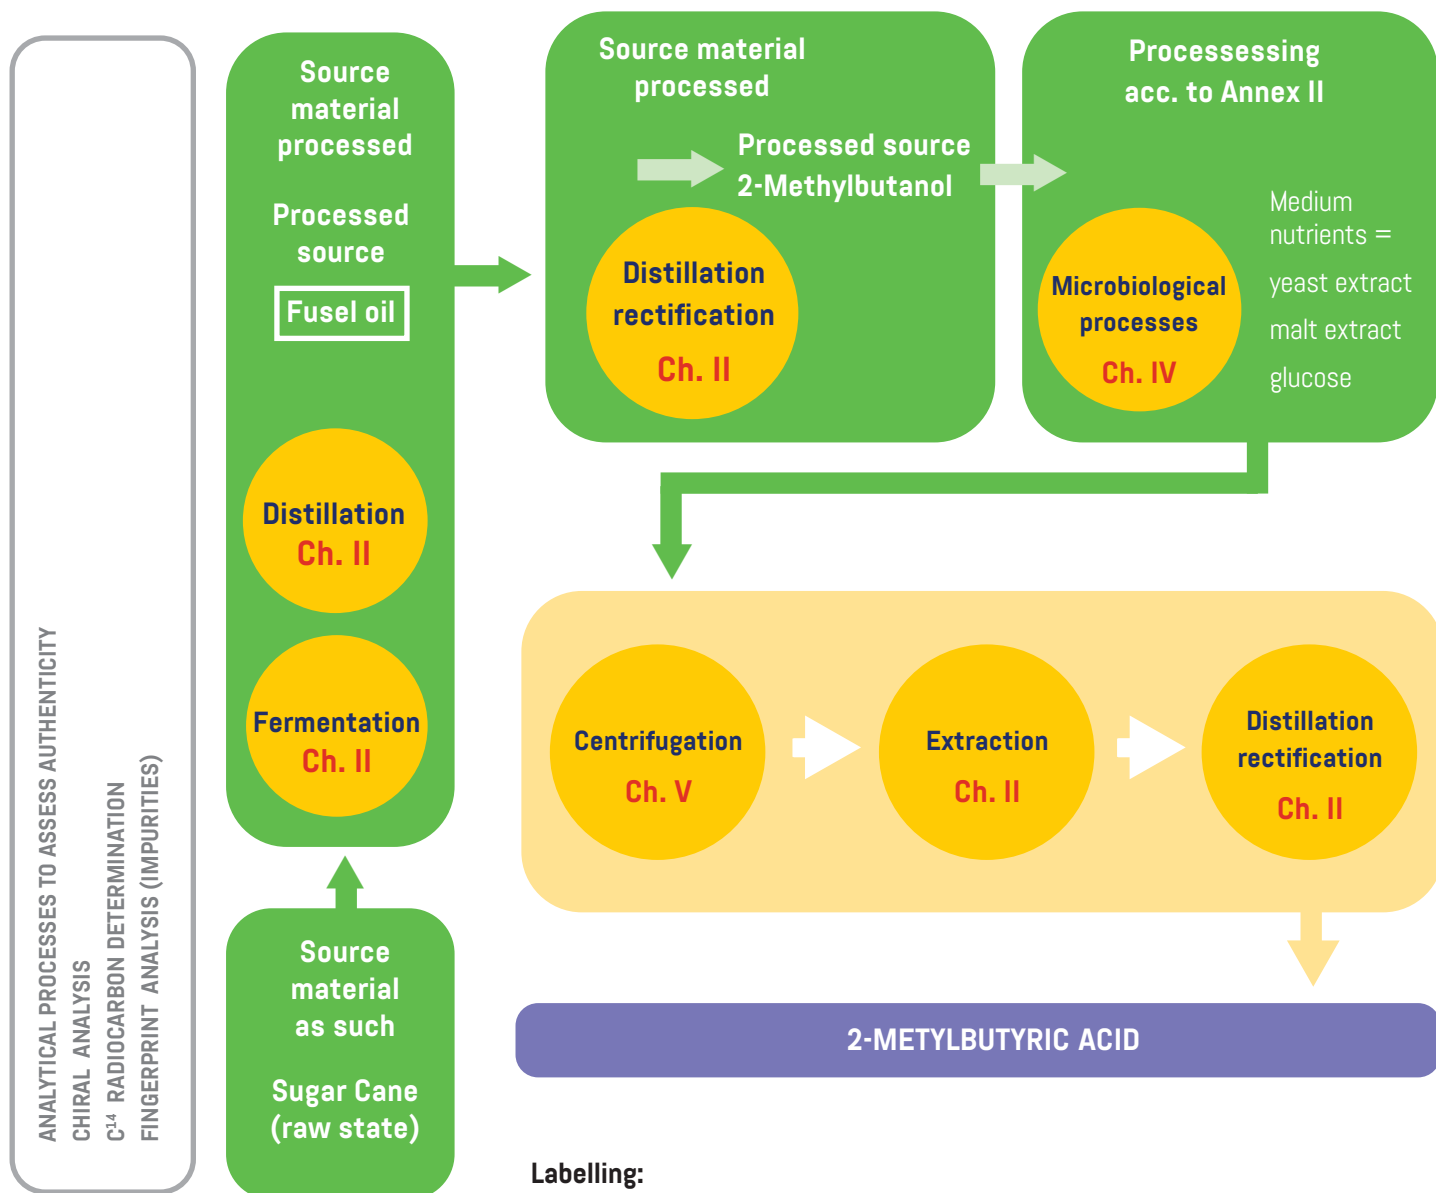 ANALYTICAL PROCESSES TO ASSESS AUTHENTICITY
CHIRAL ANALYSIS
C¹⁴ RADIOCARBON DETERMINATION
FINGERPRINT ANALYSIS (IMPURITIES)
Source
material
processed
Processed
source
Fusel oil
Distillation
Ch. II
Fermentation
Ch. II
Source
material
as such
Sugar Cane
(raw state)
Source material
processed
Processed source
2-Methylbutanol
Distillation
rectification
Ch. II
Processessing
acc. to Annex II
Microbiological
processes
Ch. IV
Medium
nutrients =
yeast extract
malt extract
glucose
Centrifugation
Ch. V
Extraction
Ch. II
Distillation
rectification
Ch. II
2-METYLBUTYRIC ACID
Labelling: